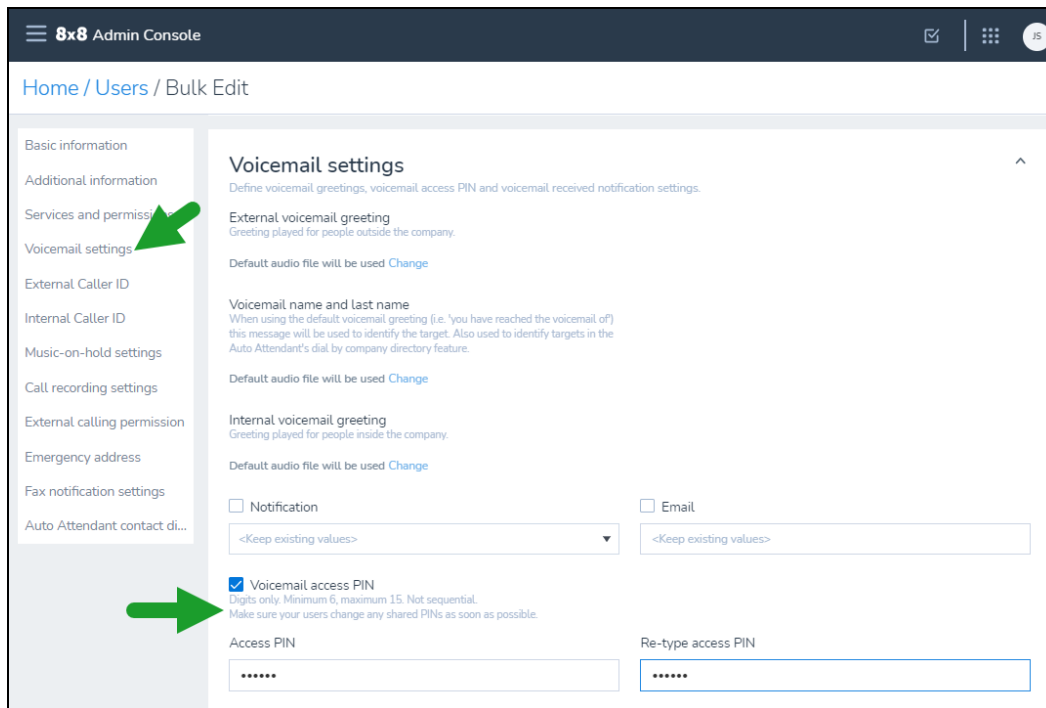 8x8 Admin Console
JS
Home / Users / Bulk Edit
Basic information
Additional information
Services and permissions
Voicemail settings
External Caller ID
Internal Caller ID
Music-on-hold settings
Call recording settings
External calling permission
Emergency address
Fax notification settings
Auto Attendant contact di...
Voicemail settings
Define voicemail greetings, voicemail access PIN and voicemail received notification settings.
External voicemail greeting
Greeting played for people outside the company.
Default audio file will be used Change
Voicemail name and last name
When using the default voicemail greeting (i.e. 'you have reached the voicemail of')
this message will be used to identify the target. Also used to identify targets in the
Auto Attendant's dial by company directory feature.
Default audio file will be used Change
Internal voicemail greeting
Greeting played for people inside the company.
Default audio file will be used Change
Notification
Email
<Keep existing values>
<Keep existing values>
Voicemail access PIN
Digits only. Minimum 6, maximum 15. Not sequential.
Make sure your users change any shared PINs as soon as possible.
Access PIN
Re-type access PIN
••••••
••••••